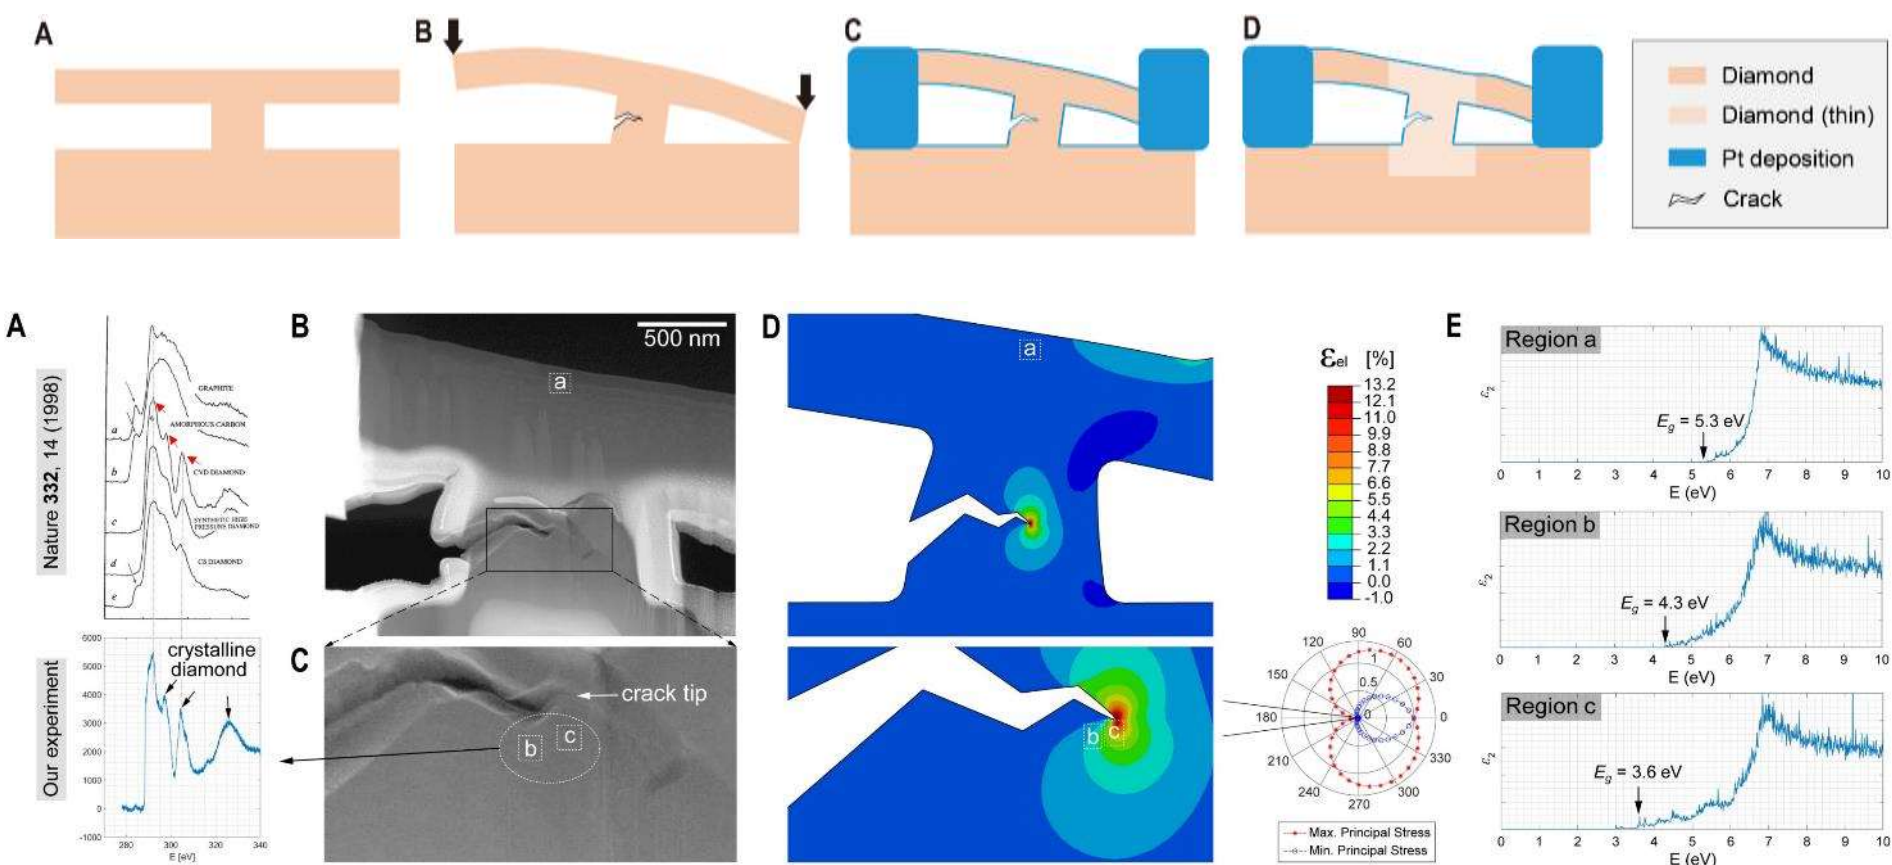 A
B
C
D
Diamond
Diamond (thin)
Pt deposition
Crack
A
Nature 332, 14 (1998)
GRAPHITE
AMORPHOUS CARBON
a
CVD DIAMOND
b
SYNTHETIC HIGH
PRESSURE DIAMOND
c
d
C8 DIAMOND
e
Our experiment
crystalline
diamond
6000
5000
4000
3000
2000
1000
0
-1000
280
300
320
340
E [eV]
B
500 nm
a
C
crack tip
b
c
D
a
b
c
εel [%]
13.2
12.1
11.0
9.9
8.8
7.7
6.6
5.5
4.4
3.3
2.2
1.1
0.0
-1.0
90
120
60
150
30
180
0
210
330
240
300
270
1
0.5
0
Max. Principal Stress
Min. Principal Stress
E
Region a
ε2
Eg = 5.3 eV
0 1 2 3 4 5 6 7 8 9 10
E (eV)
Region b
ε2
Eg = 4.3 eV
0 1 2 3 4 5 6 7 8 9 10
E (eV)
Region c
ε2
Eg = 3.6 eV
0 1 2 3 4 5 6 7 8 9 10
E (eV)